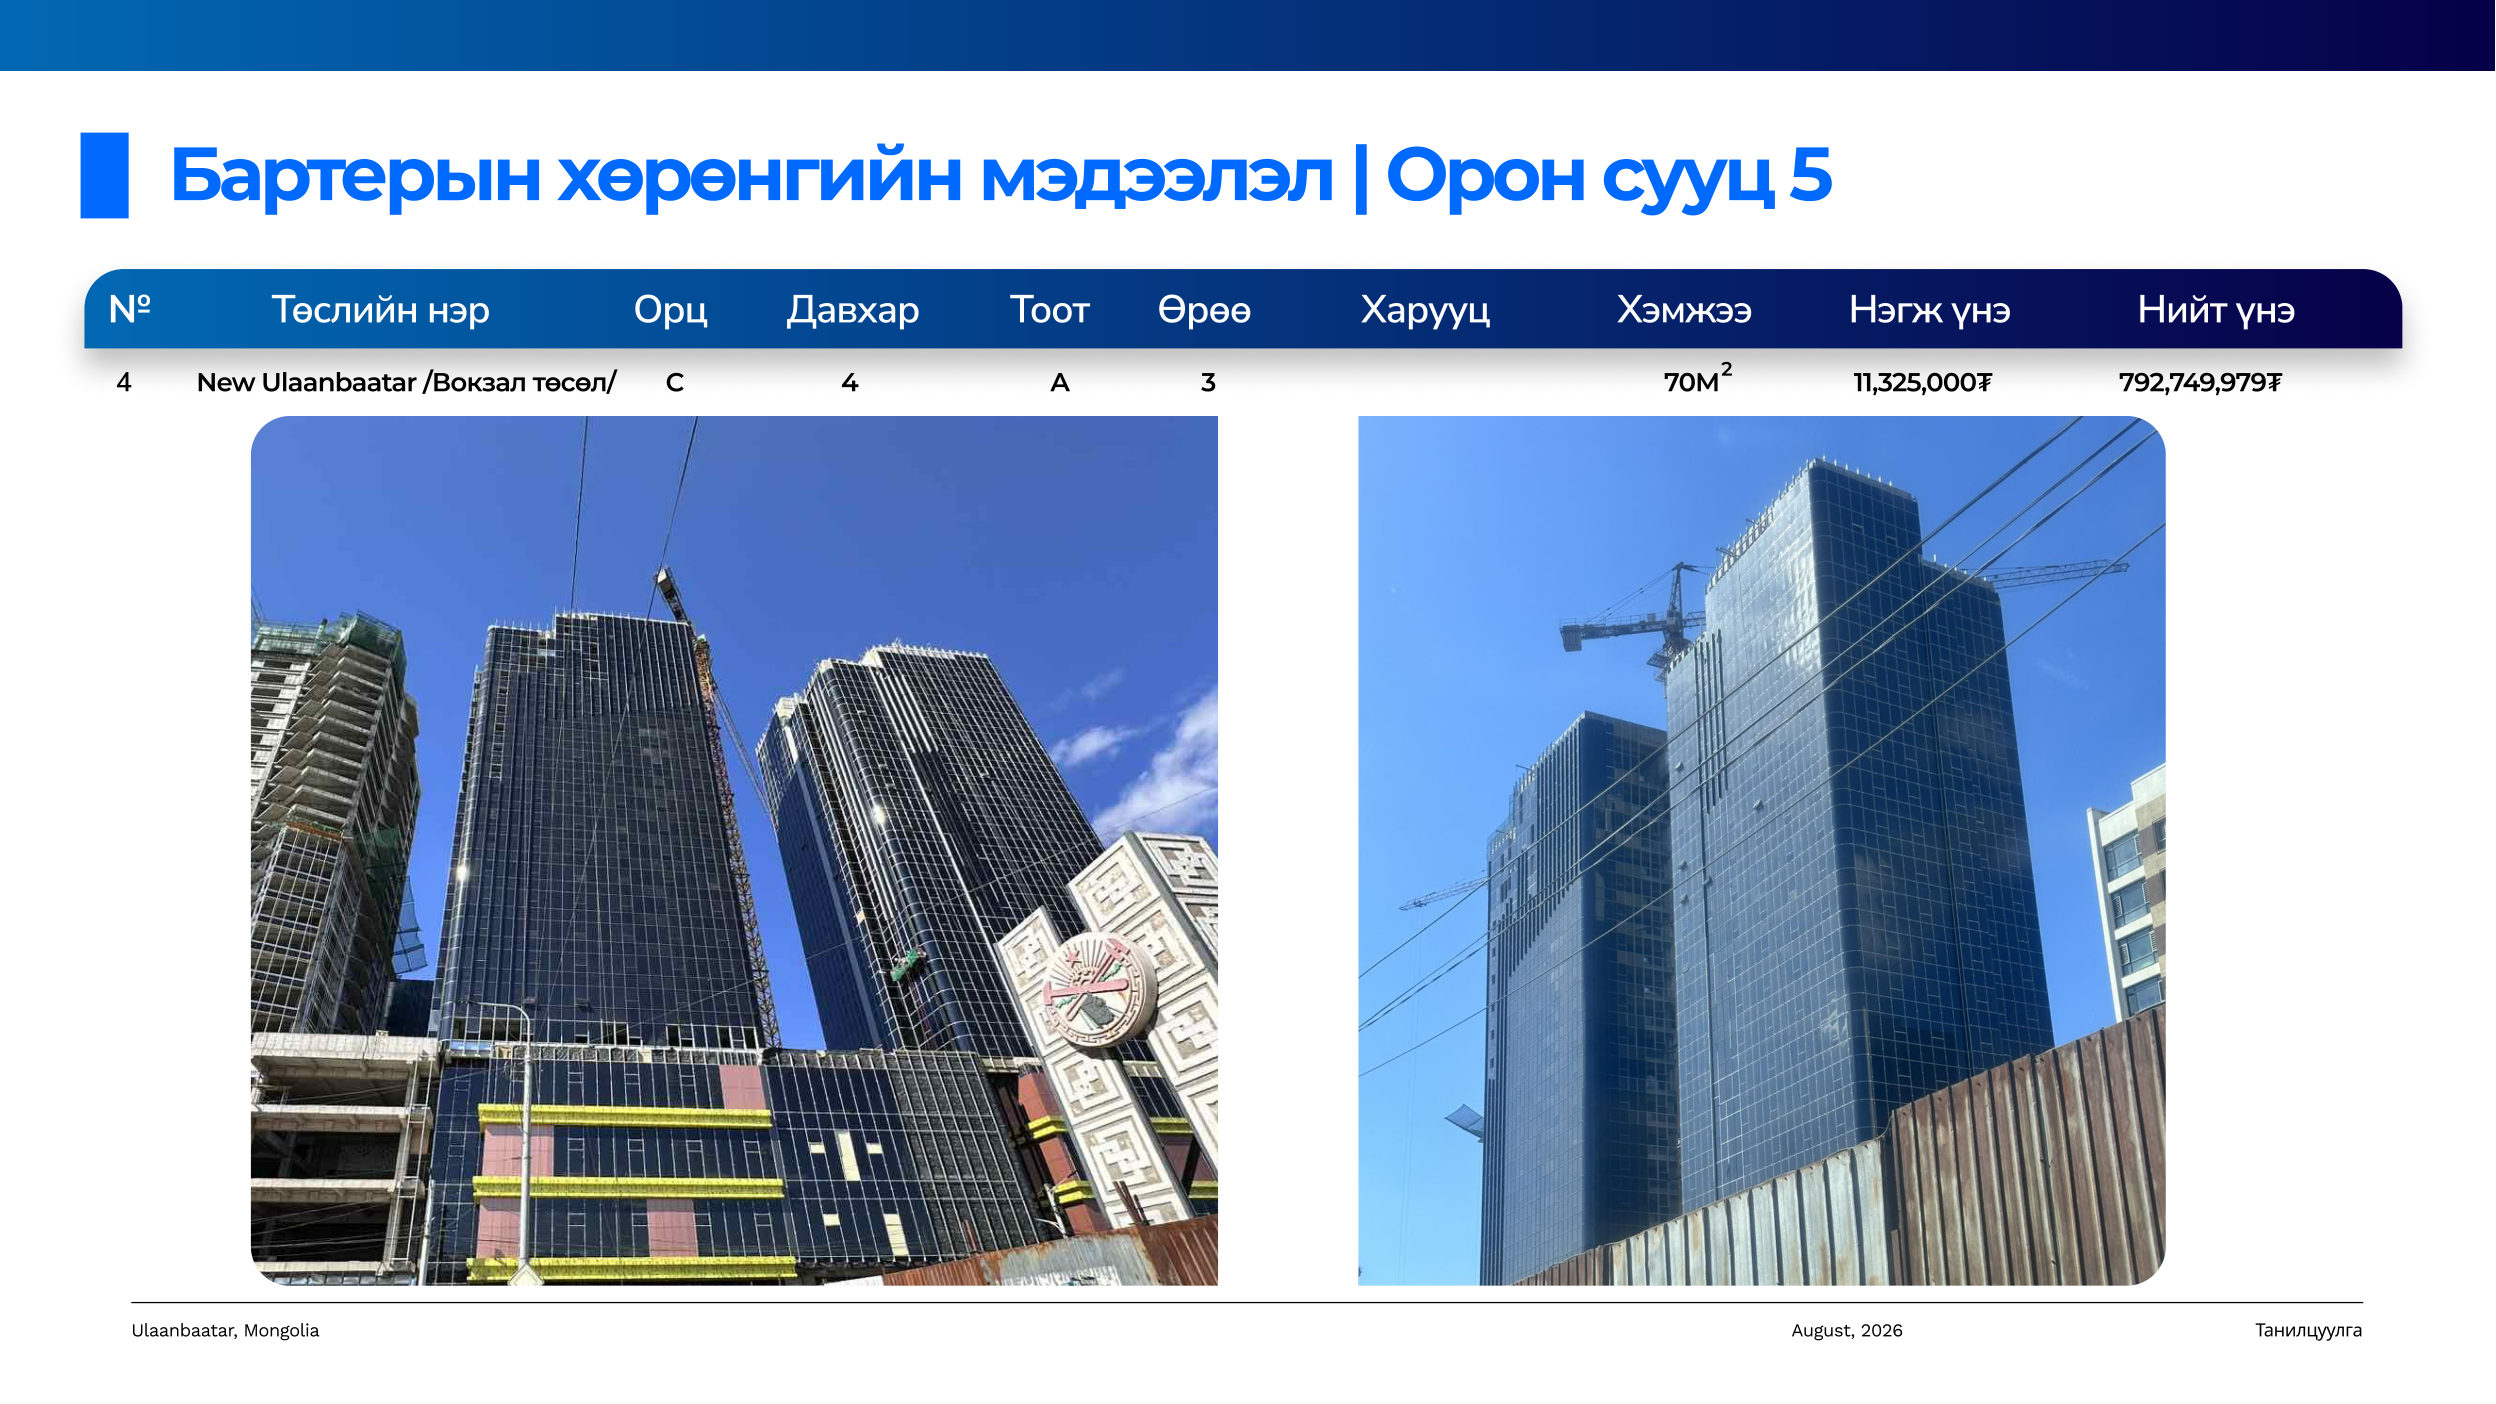 Бартерын хөрөнгийн мэдээлэл | Орон сууц 5
№ Төслийн нэр Орц Давхар Тоот Өрөө Харууц Хэмжээ Нэгж үнэ Нийт үнэ
4 New Ulaanbaatar /Вокзал төсөл/ C 4 A 3 70М² 11,325,000₮ 792,749,979₮
Ulaanbaatar, Mongolia August, 2026 Танилцуулга